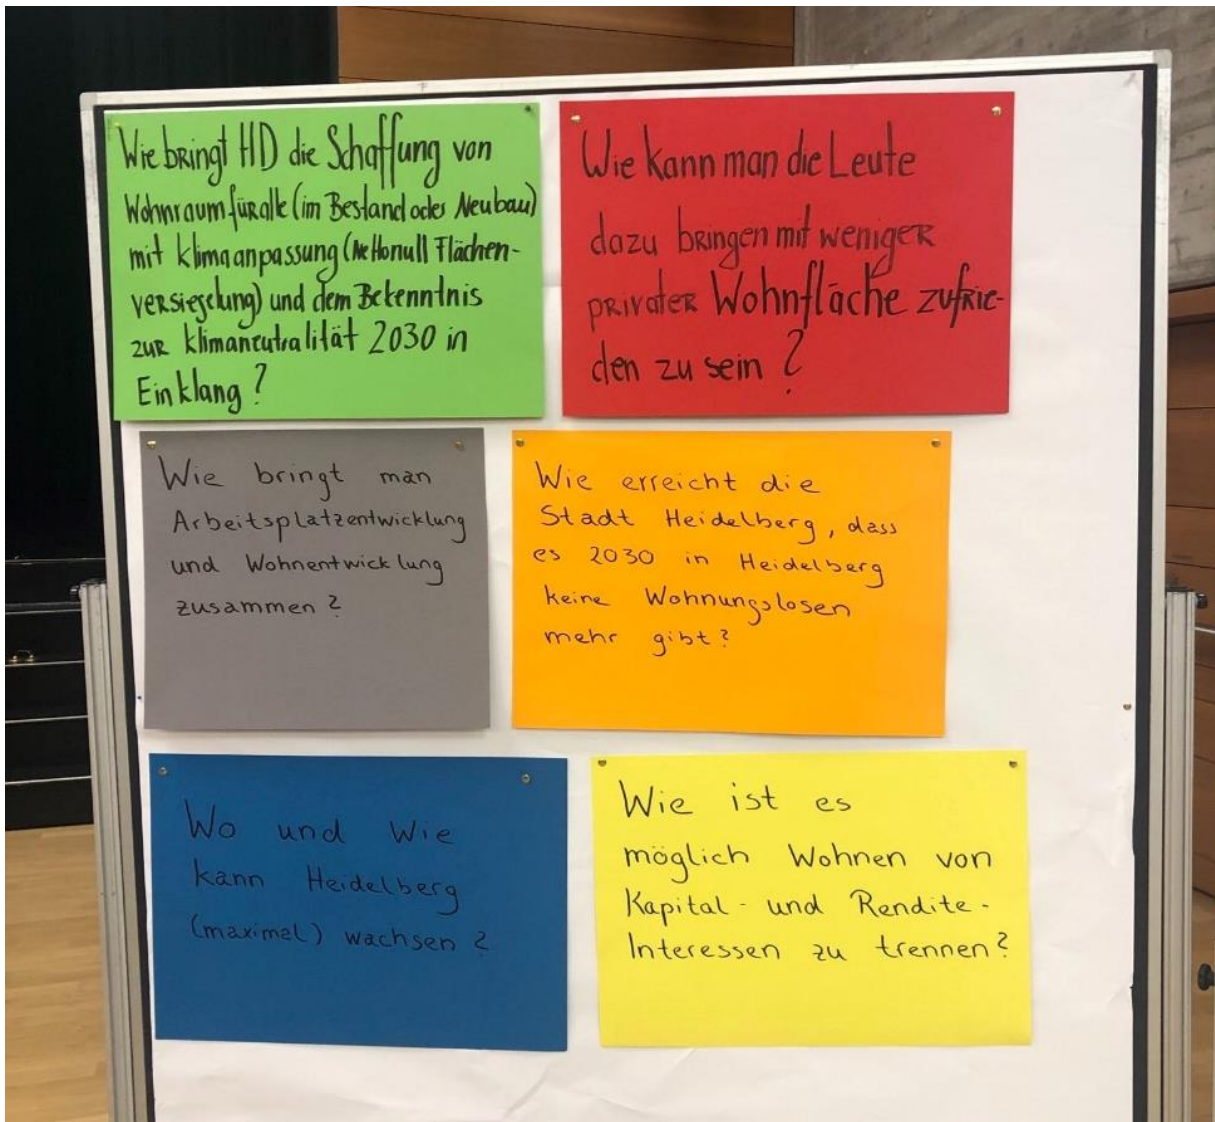 Wie bringt HD die Schaffung von
Wohnraum für alle (im Bestand oder Neubau)
mit Klimaanpassung (Nettonull Flächen-
versiegelung) und dem Bekenntnis
zur Klimaneutralität 2030 in
Einklang?
Wie kann man die Leute
dazu bringen mit weniger
privater Wohnfläche zufrie-
den zu sein?
Wie bringt man
Arbeitsplatzentwicklung
und Wohnentwicklung
zusammen?
Wie erreicht die
Stadt Heidelberg, dass
es 2030 in Heidelberg
keine Wohnungslosen
mehr gibt?
Wo und Wie
kann Heidelberg
(maximal) wachsen?
Wie ist es
möglich Wohnen von
Kapital- und Rendite-
Interessen zu trennen?